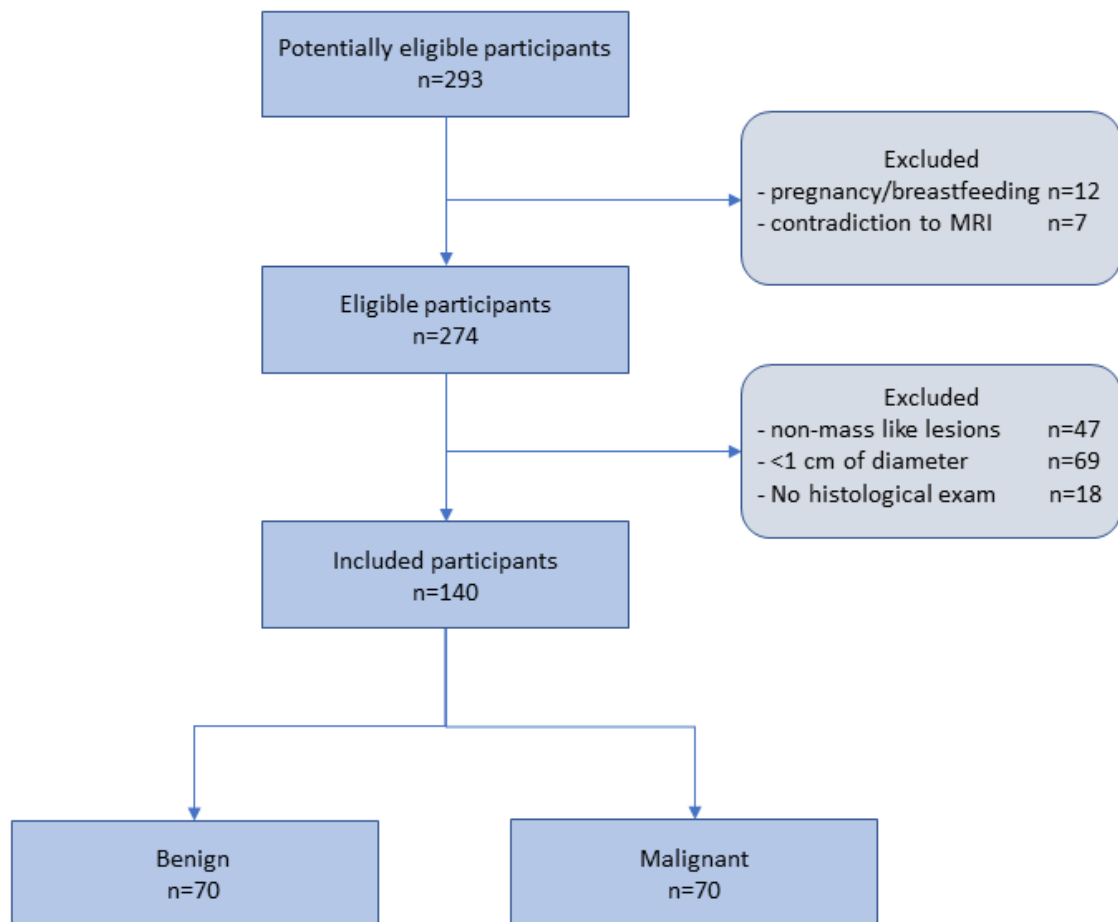 Potentially eligible participants
n=293
Excluded
- pregnancy/breastfeeding n=12
- contradiction to MRI n=7
Eligible participants
n=274
Excluded
- non-mass like lesions n=47
- <1 cm of diameter n=69
- No histological exam n=18
Included participants
n=140
Benign
n=70
Malignant
n=70